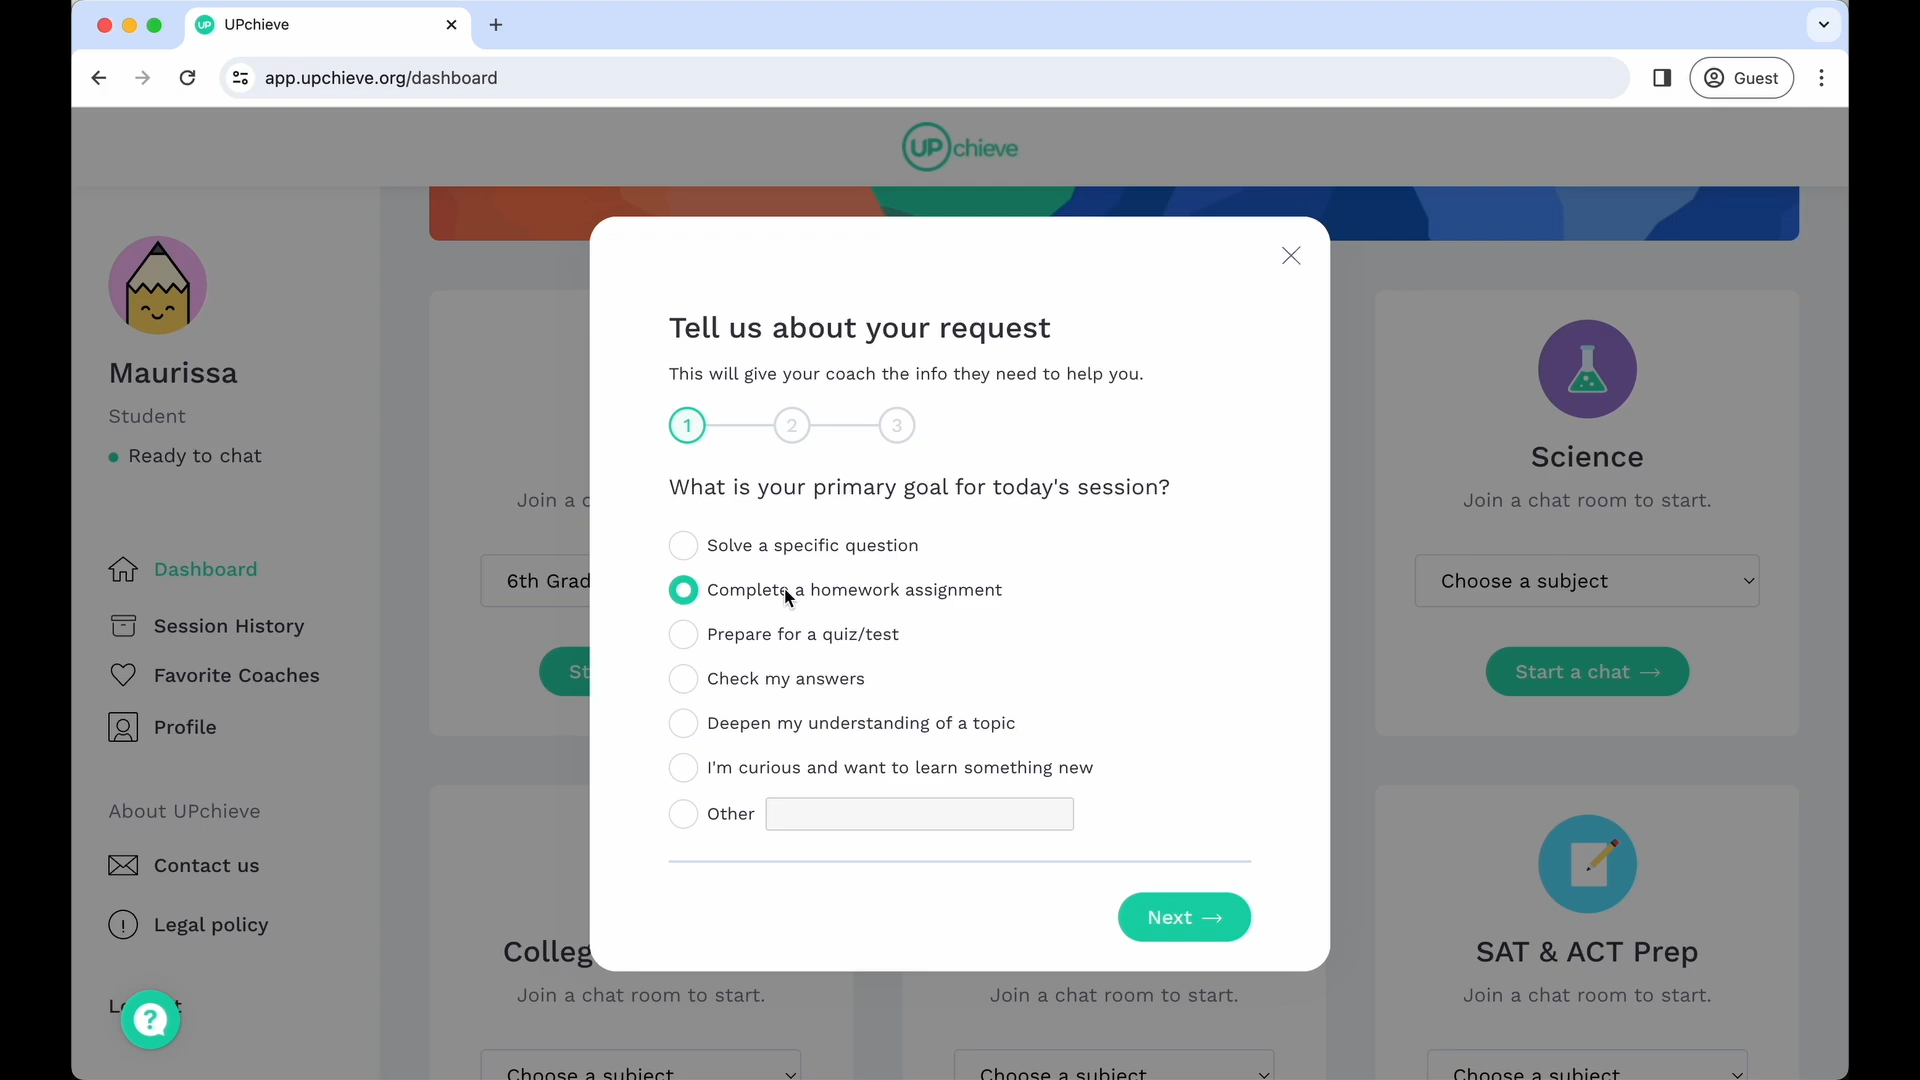 UP UPchieve
app.upchieve.org/dashboard
Guest
UPchieve
Maurissa
Student
Ready to chat
Dashboard
Session History
Favorite Coaches
Profile
About UPchieve
Contact us
Legal policy
?
Join a c
6th Grad
St
Tell us about your request
This will give your coach the info they need to help you.
1 2 3
What is your primary goal for today's session?
Solve a specific question
Complete a homework assignment
Prepare for a quiz/test
Check my answers
Deepen my understanding of a topic
I'm curious and want to learn something new
Other
Next →
Science
Join a chat room to start.
Choose a subject
Start a chat →
Colleg
Join a chat room to start.
Choose a subject
Join a chat room to start.
Choose a subject
SAT & ACT Prep
Join a chat room to start.
Choose a subject